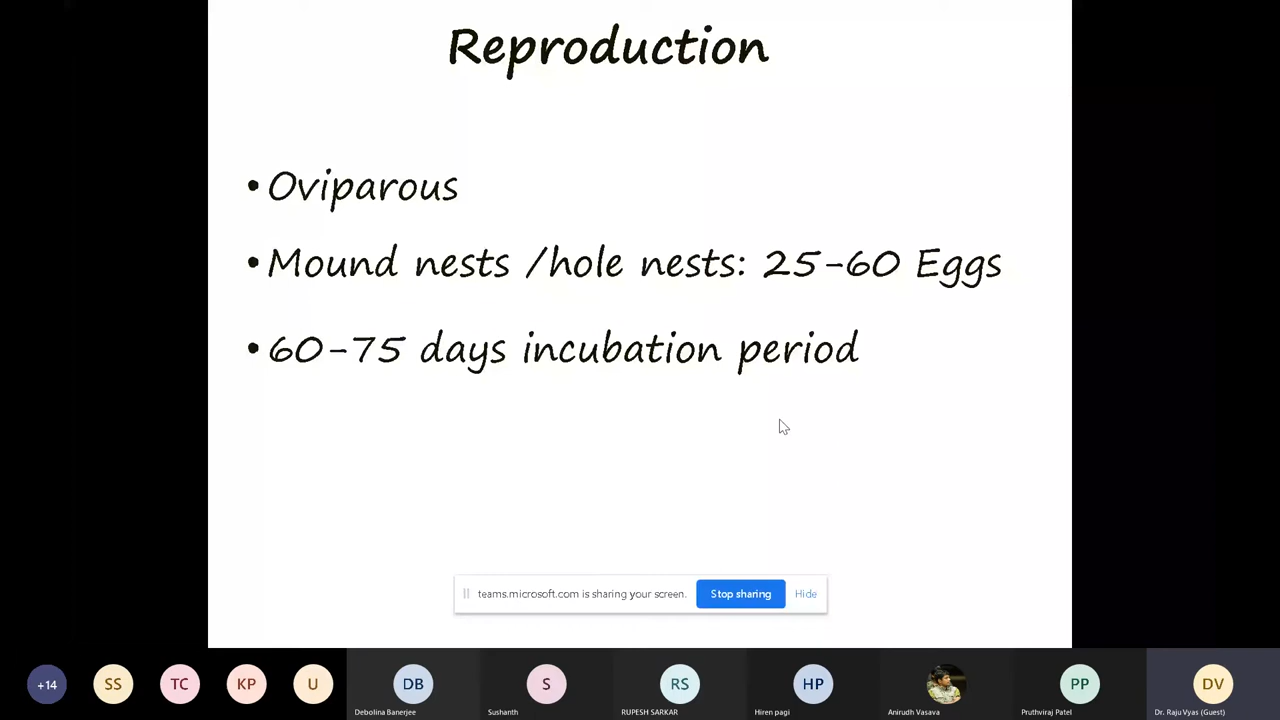 Reproduction
•Oviparous
•Mound nests /hole nests: 25-60 Eggs
•60-75 days incubation period
teams.microsoft.com is sharing your screen. Stop sharing Hide
+14 SS TC KP U DB S RS HP PP DV
Debolina Banerjee Sushanth RUPESH SARKAR Hiren pagi Anirudh Vasava Pruthviraj Patel Dr. Raju Vyas (Guest)